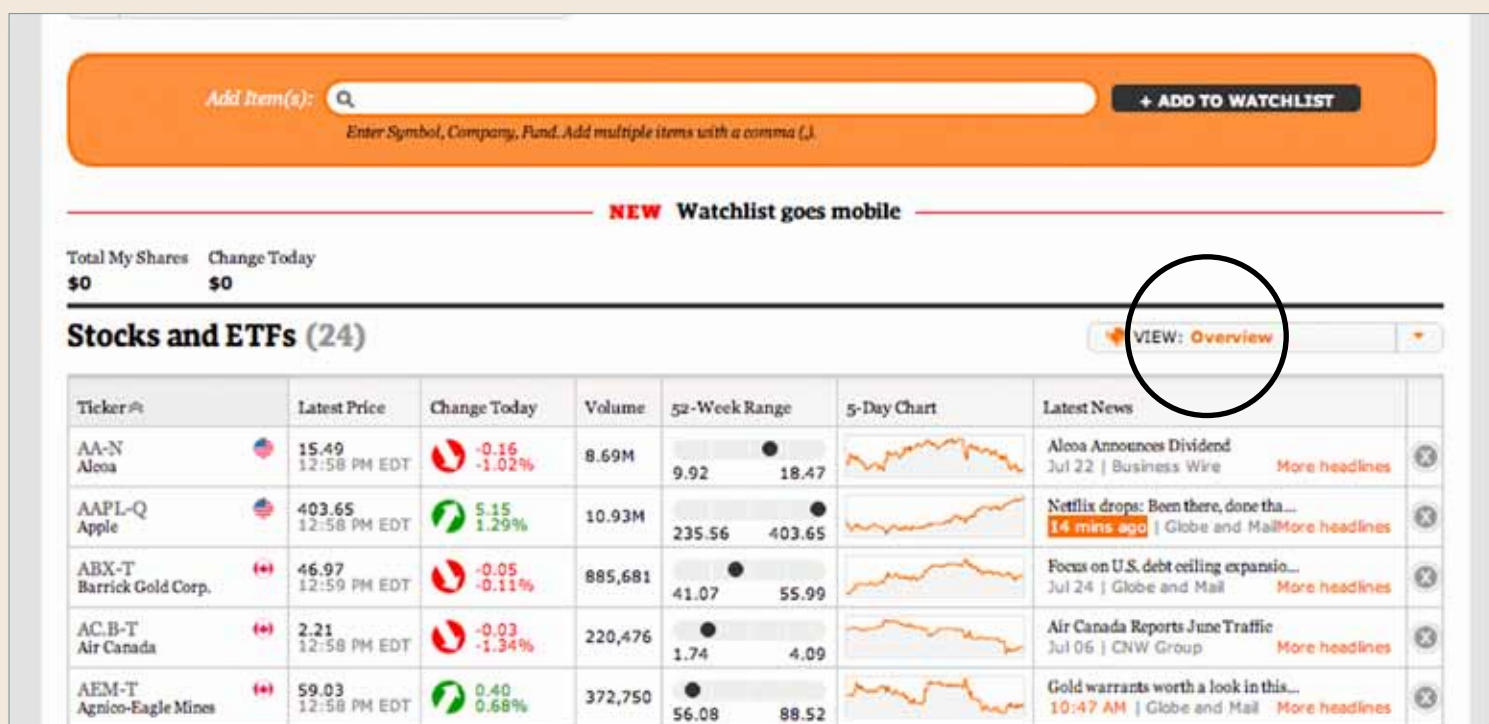 Add Item(s):
+ ADD TO WATCHLIST
Enter Symbol, Company, Fund. Add multiple items with a comma (,).
NEW Watchlist goes mobile
Total My Shares Change Today
$0 $0
Stocks and ETFs (24)
VIEW: Overview
Ticker Latest Price Change Today Volume 52-Week Range 5-Day Chart Latest News
AA-N 15.49 -0.16 8.69M Alcoa Announces Dividend
Alcoa 12:58 PM EDT -1.02% 9.92 18.47 Jul 22 | Business Wire More headlines
AAPL-Q 403.65 5.15 10.93M Netflix drops: Been there, done tha...
Apple 12:58 PM EDT 1.29% 235.56 403.65 14 mins ago | Globe and Mail More headlines
ABX-T 46.97 -0.05 885,681 Focus on U.S. debt ceiling expansio...
Barrick Gold Corp. 12:59 PM EDT -0.11% 41.07 55.99 Jul 24 | Globe and Mail More headlines
AC.B-T 2.21 -0.03 220,476 Air Canada Reports June Traffic
Air Canada 12:58 PM EDT -1.34% 1.74 4.09 Jul 06 | CNW Group More headlines
AEM-T 59.03 0.40 372,750 Gold warrants worth a look in this...
Agnico-Eagle Mines 12:58 PM EDT 0.68% 56.08 88.52 10:47 AM | Globe and Mail More headlines